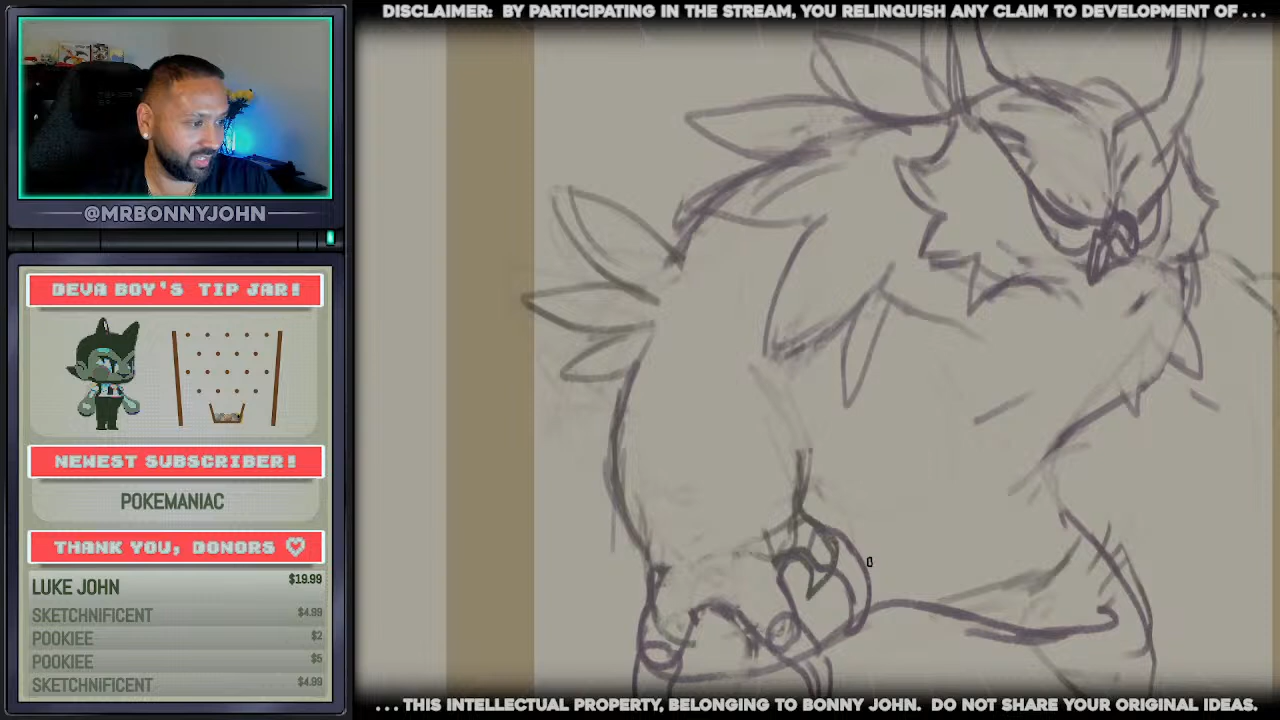 DISCLAIMER: BY PARTICIPATING IN THE STREAM, YOU RELINQUISH ANY CLAIM TO DEVELOPMENT OF . . .
@MRBONNYJOHN
DEVA BOY'S TIP JAR!
NEWEST SUBSCRIBER!
POKEMANIAC
THANK YOU, DONORS ♡
LUKE JOHN $19.99
SKETCHNIFICENT $4.99
POOKIEE $2
POOKIEE $5
SKETCHNIFICENT $4.99
. . . THIS INTELLECTUAL PROPERTY, BELONGING TO BONNY JOHN. DO NOT SHARE YOUR ORIGINAL IDEAS.